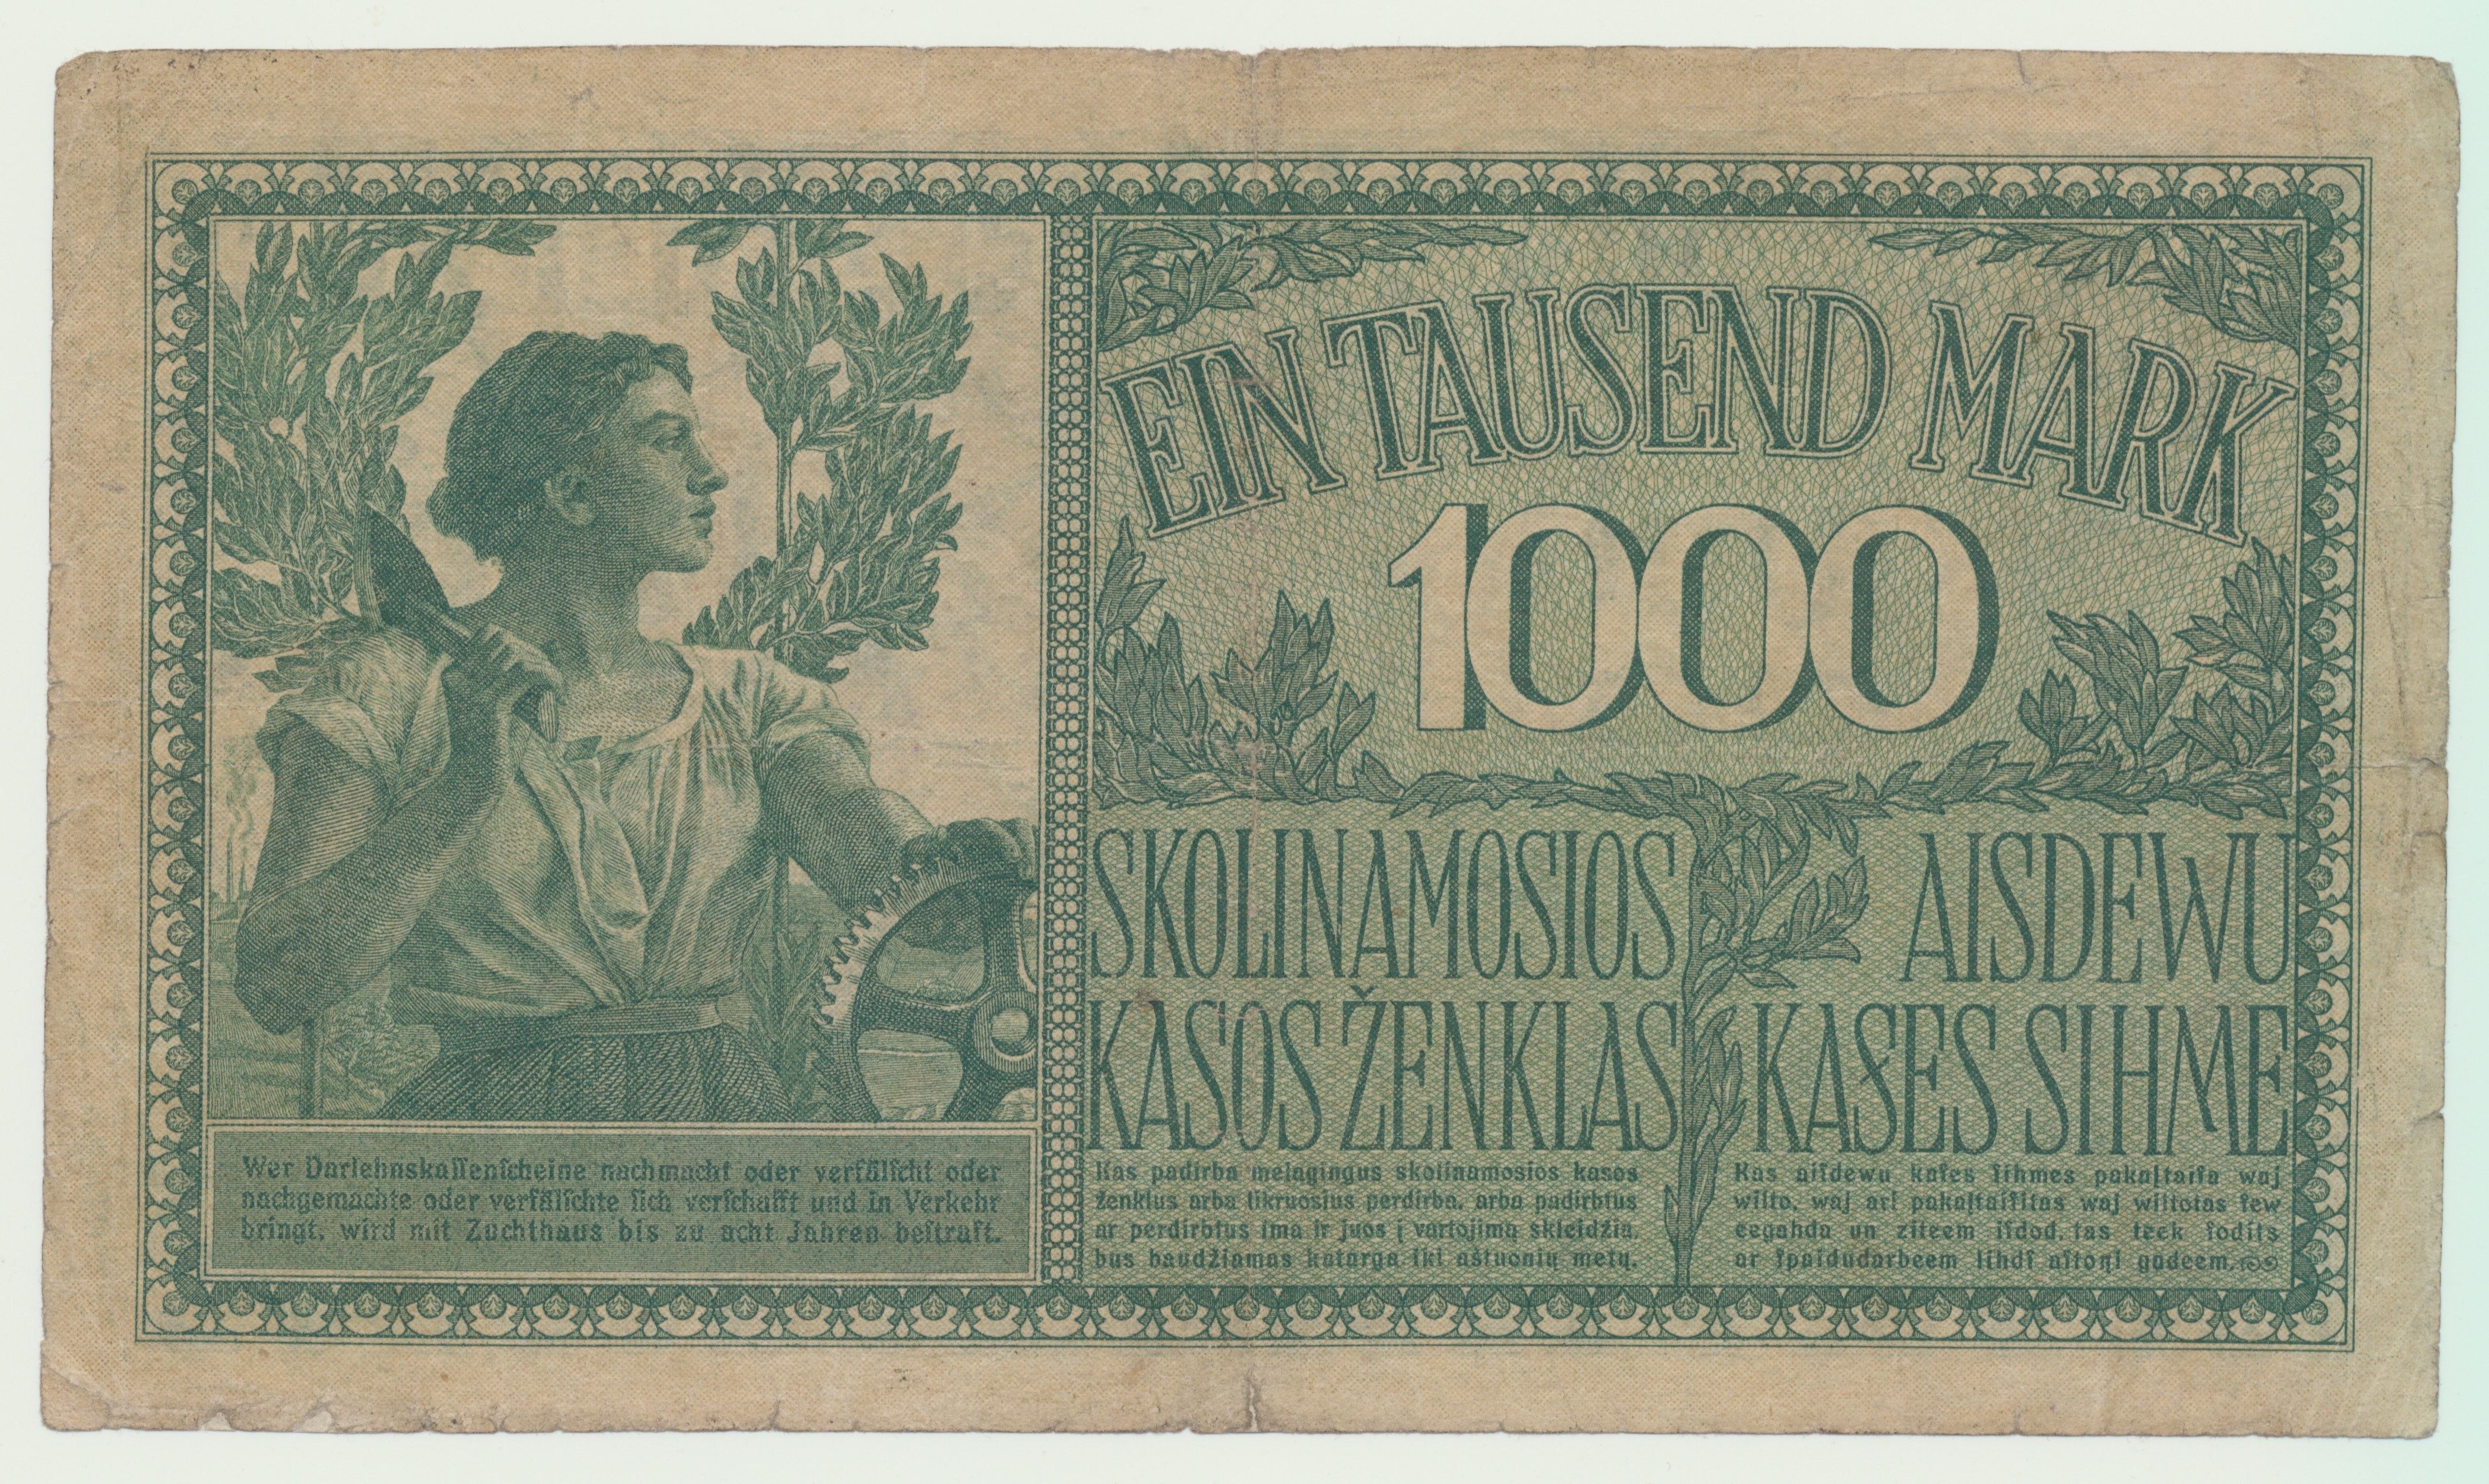 EIN TAUSEND MARK
1000
SKOLINAMOSIOS
KASOS ŽENKLAS
AISDEWU
KASES SIHME
Wer Darlehnskaſſenſcheine nachmacht oder verfälſcht oder
nachgemachte oder verfälſchte ſich verſchafft und in Verkehr
bringt, wird mit Zuchthaus bis zu acht Jahren beſtraft.
Kas padirba melagingus skolinamosios kasos
ženklus arba tikruosius perdirba, arba padirbtus
ar perdirbtus ima ir juos į vartojimą skleidžia,
bus baudžiamas katorga iki aštuonių metų.
Kas aiſdewu kaſes ſihmes pakaļtaiſa waj
wilto, waj arī pakaļtaiſitas waj wiltotas ſew
eegahda un ziteem iſdod, tas teek ſodits
ar ſpaidudarbeem lihdſ aſtoņi gadeem.